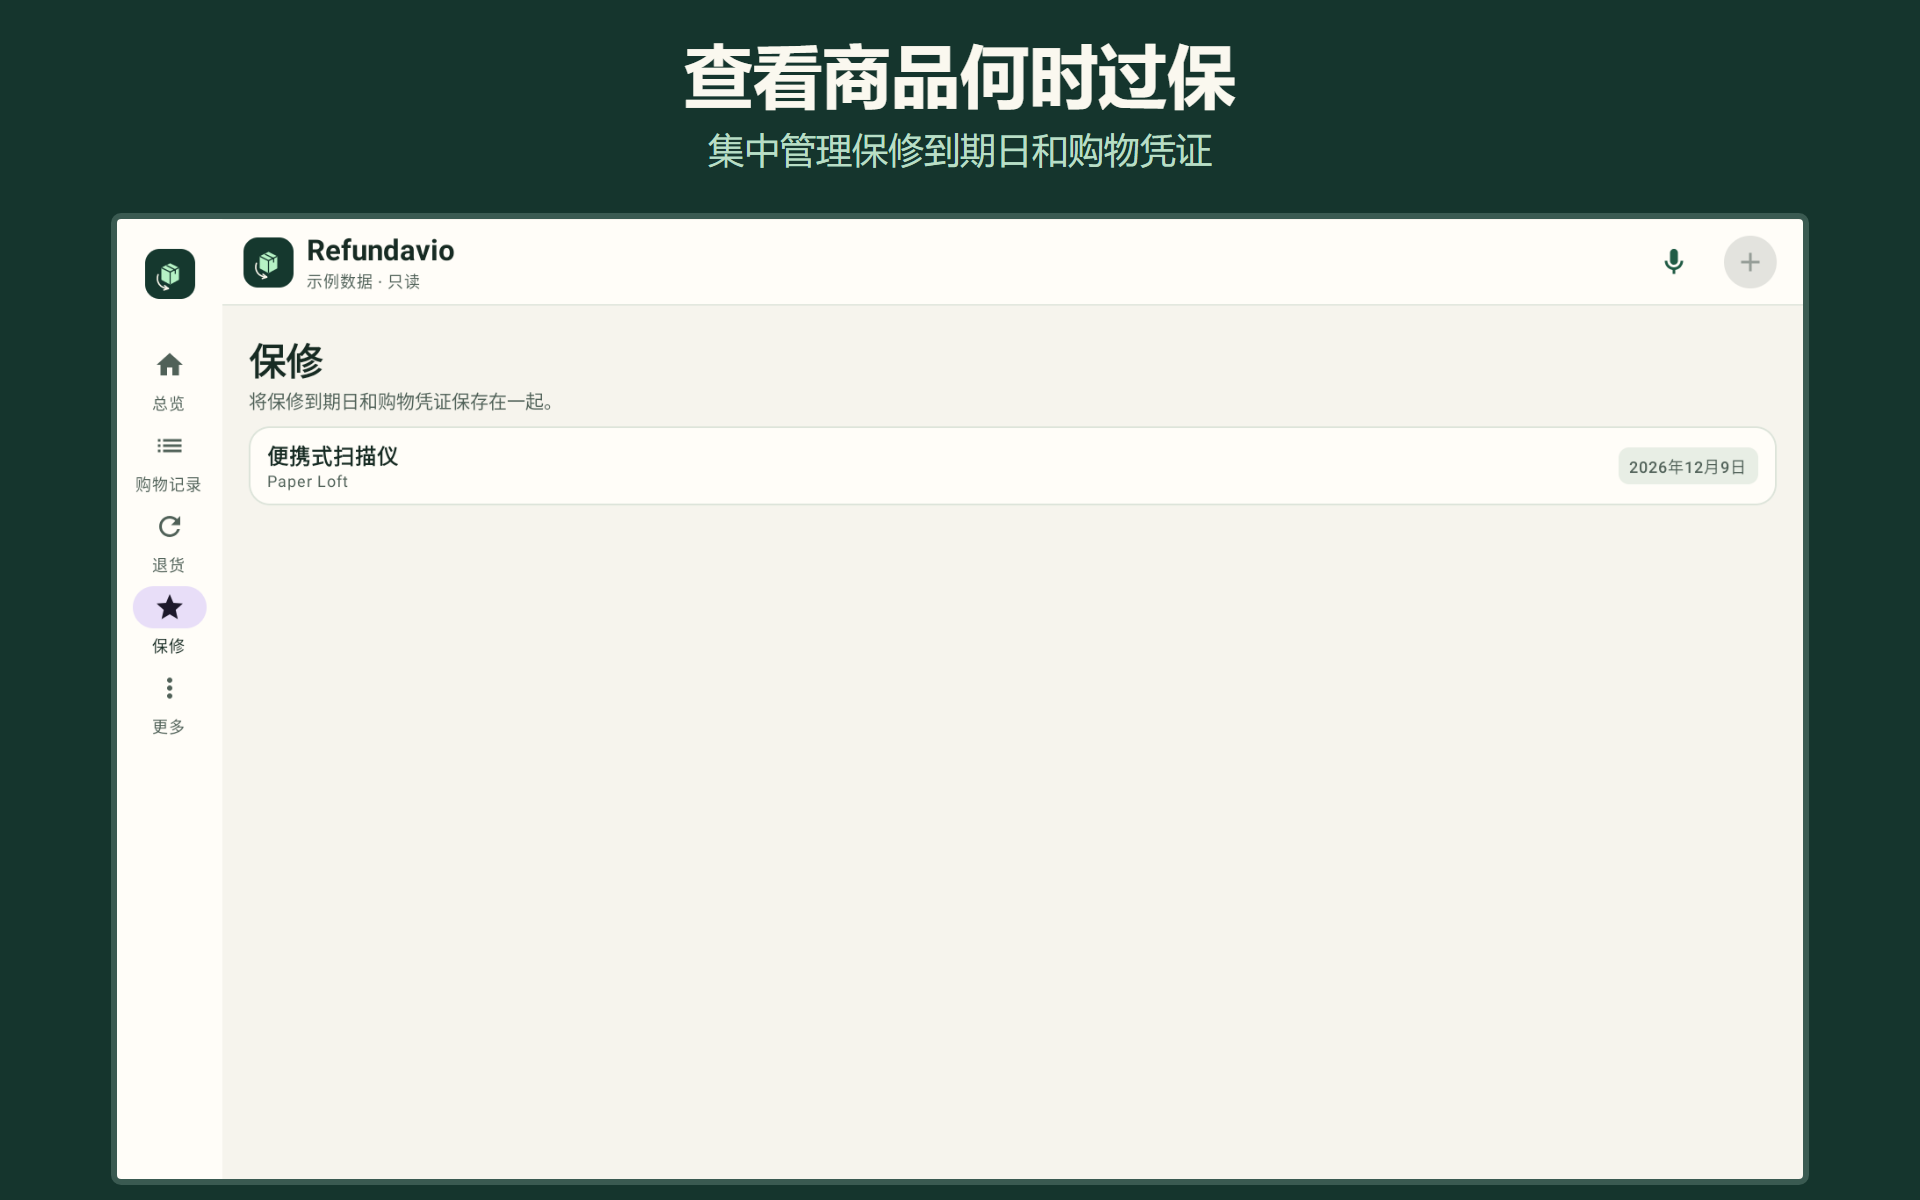 查看商品何时过保
集中管理保修到期日和购物凭证
Refundavio
示例数据 · 只读
总览
购物记录
退货
保修
更多
保修
将保修到期日和购物凭证保存在一起。
便携式扫描仪
Paper Loft
2026年12月9日